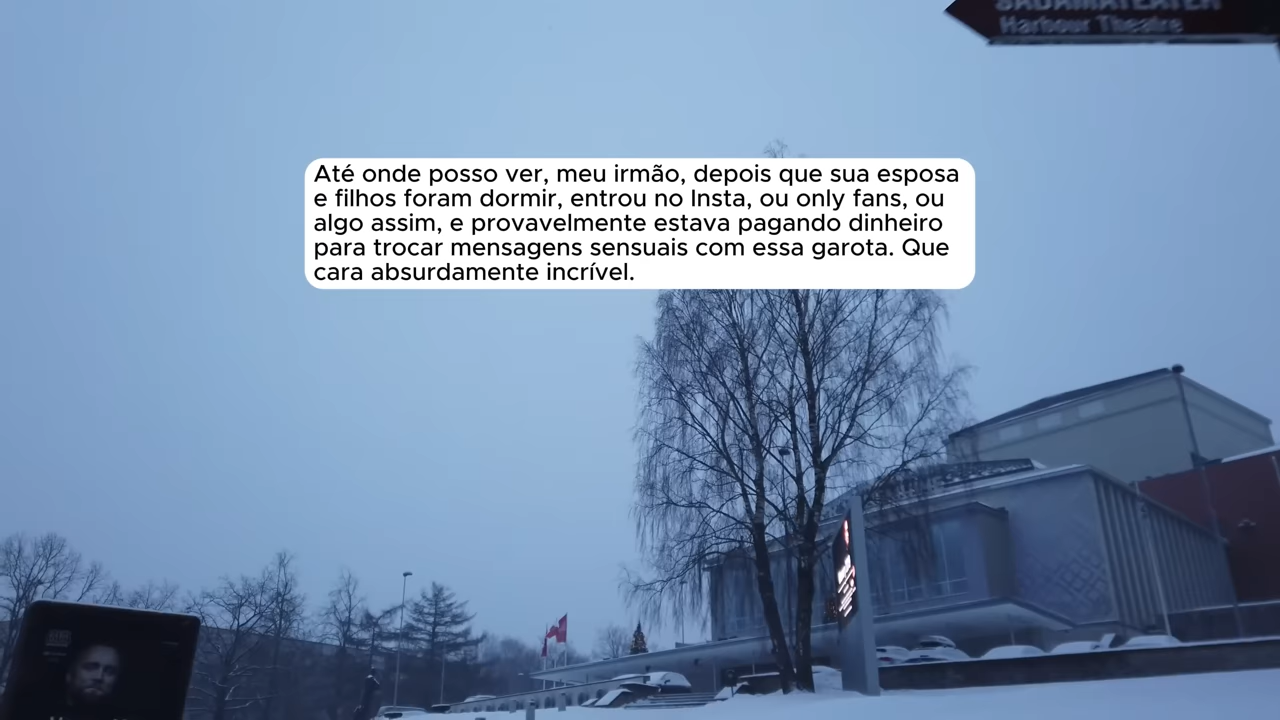 SADAMATEATER
Harbour Theatre
Até onde posso ver, meu irmão, depois que sua esposa
e filhos foram dormir, entrou no Insta, ou only fans, ou
algo assim, e provavelmente estava pagando dinheiro
para trocar mensagens sensuais com essa garota. Que
cara absurdamente incrível.